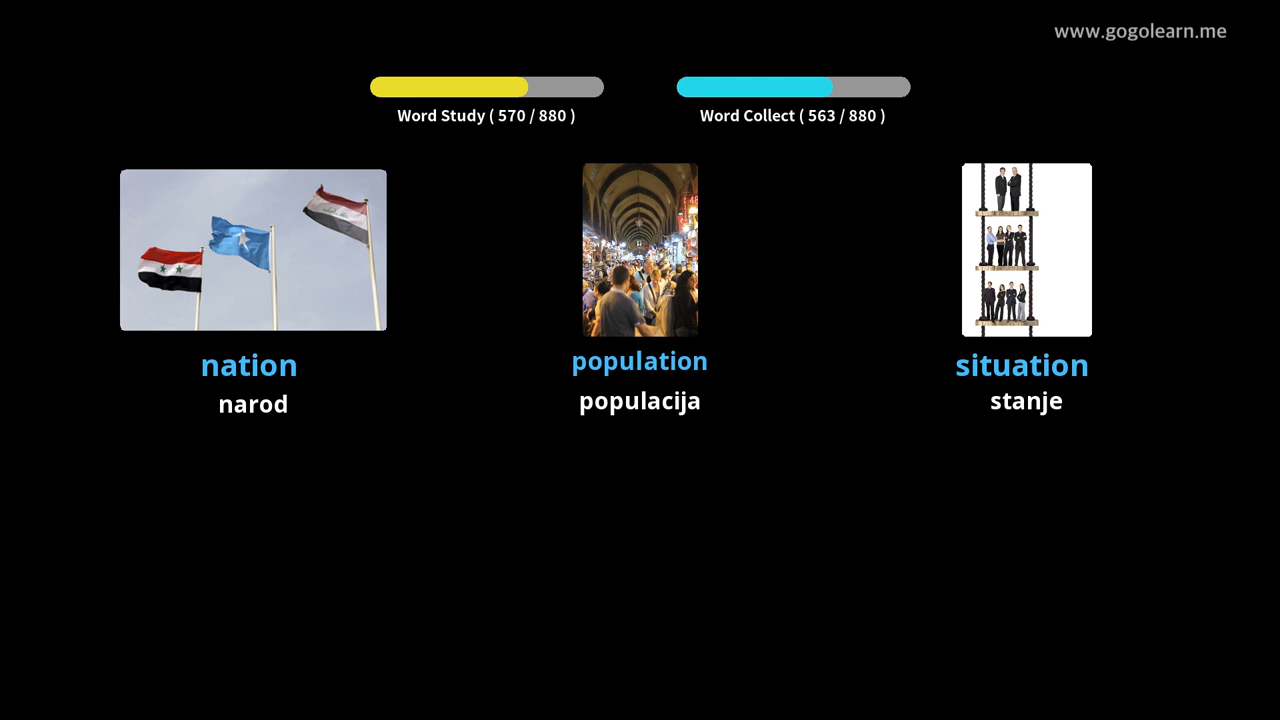 www.gogolearn.me
Word Study ( 570 / 880 )
Word Collect ( 563 / 880 )
nation
population
situation
narod
populacija
stanje